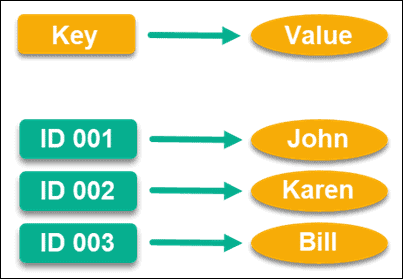 Key Value
ID 001 John
ID 002 Karen
ID 003 Bill